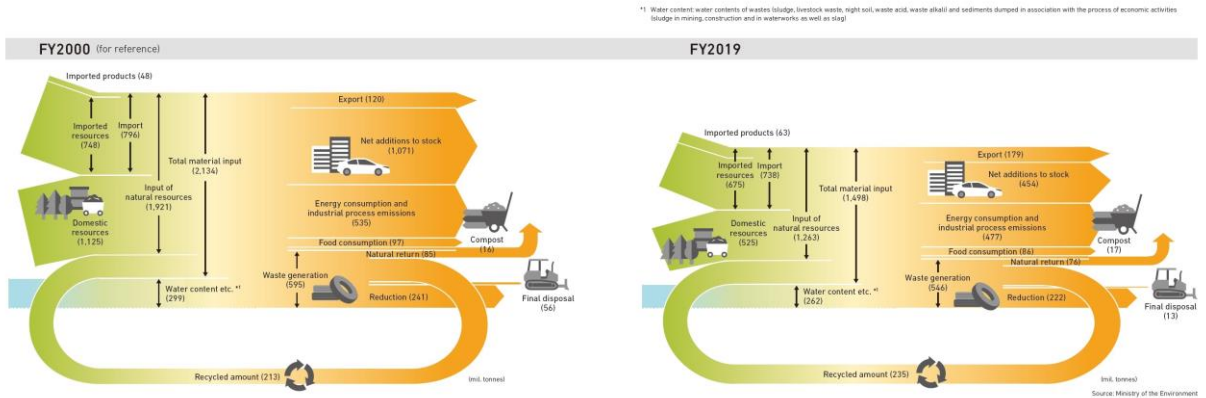 *1 Water content: water contents of wastes (sludge, livestock waste, night soil, waste acid, waste alkali) and sediments dumped in association with the process of economic activities
(sludge in mining, construction and in waterworks as well as slag)
FY2000 (for reference)
Imported products (48)
Imported
resources
(748)
Import
(796)
Total material input
(2,134)
Input of
natural resources
(1,921)
Domestic
resources
(1,125)
Export (120)
Net additions to stock
(1,071)
Energy consumption and
industrial process emissions
(535)
Food consumption (97)
Natural return (85)
Compost
(16)
Waste generation
(595)
Water content etc. *1
(299)
Reduction (241)
Final disposal
(56)
Recycled amount (213)
(mil. tonnes)
FY2019
Imported products (63)
Imported
resources
(675)
Import
(738)
Total material input
(1,498)
Input of
natural resources
(1,263)
Domestic
resources
(525)
Export (179)
Net additions to stock
(454)
Energy consumption and
industrial process emissions
(477)
Food consumption (86)
Natural return (76)
Compost
(17)
Waste generation
(546)
Water content etc. *1
(262)
Reduction (222)
Final disposal
(13)
Recycled amount (235)
(mil. tonnes)
Source: Ministry of the Environment